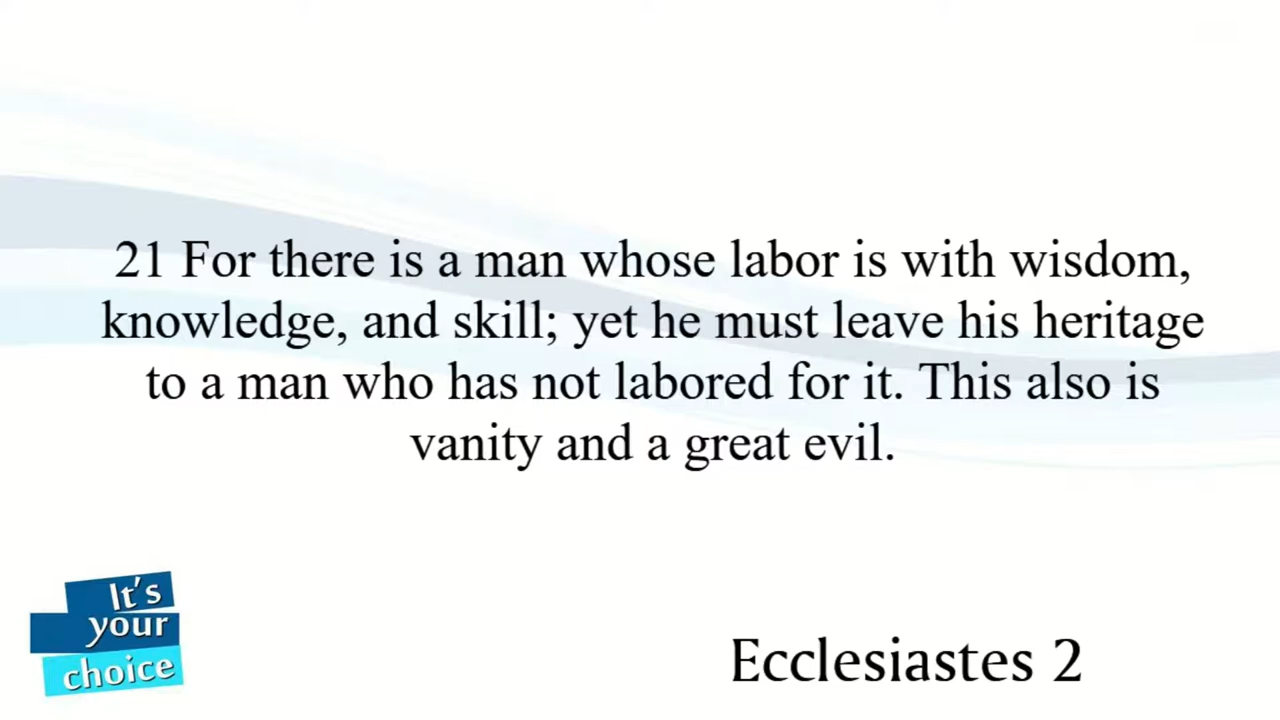 21 For there is a man whose labor is with wisdom,
knowledge, and skill; yet he must leave his heritage
to a man who has not labored for it. This also is
vanity and a great evil.
It's
your
choice
Ecclesiastes 2